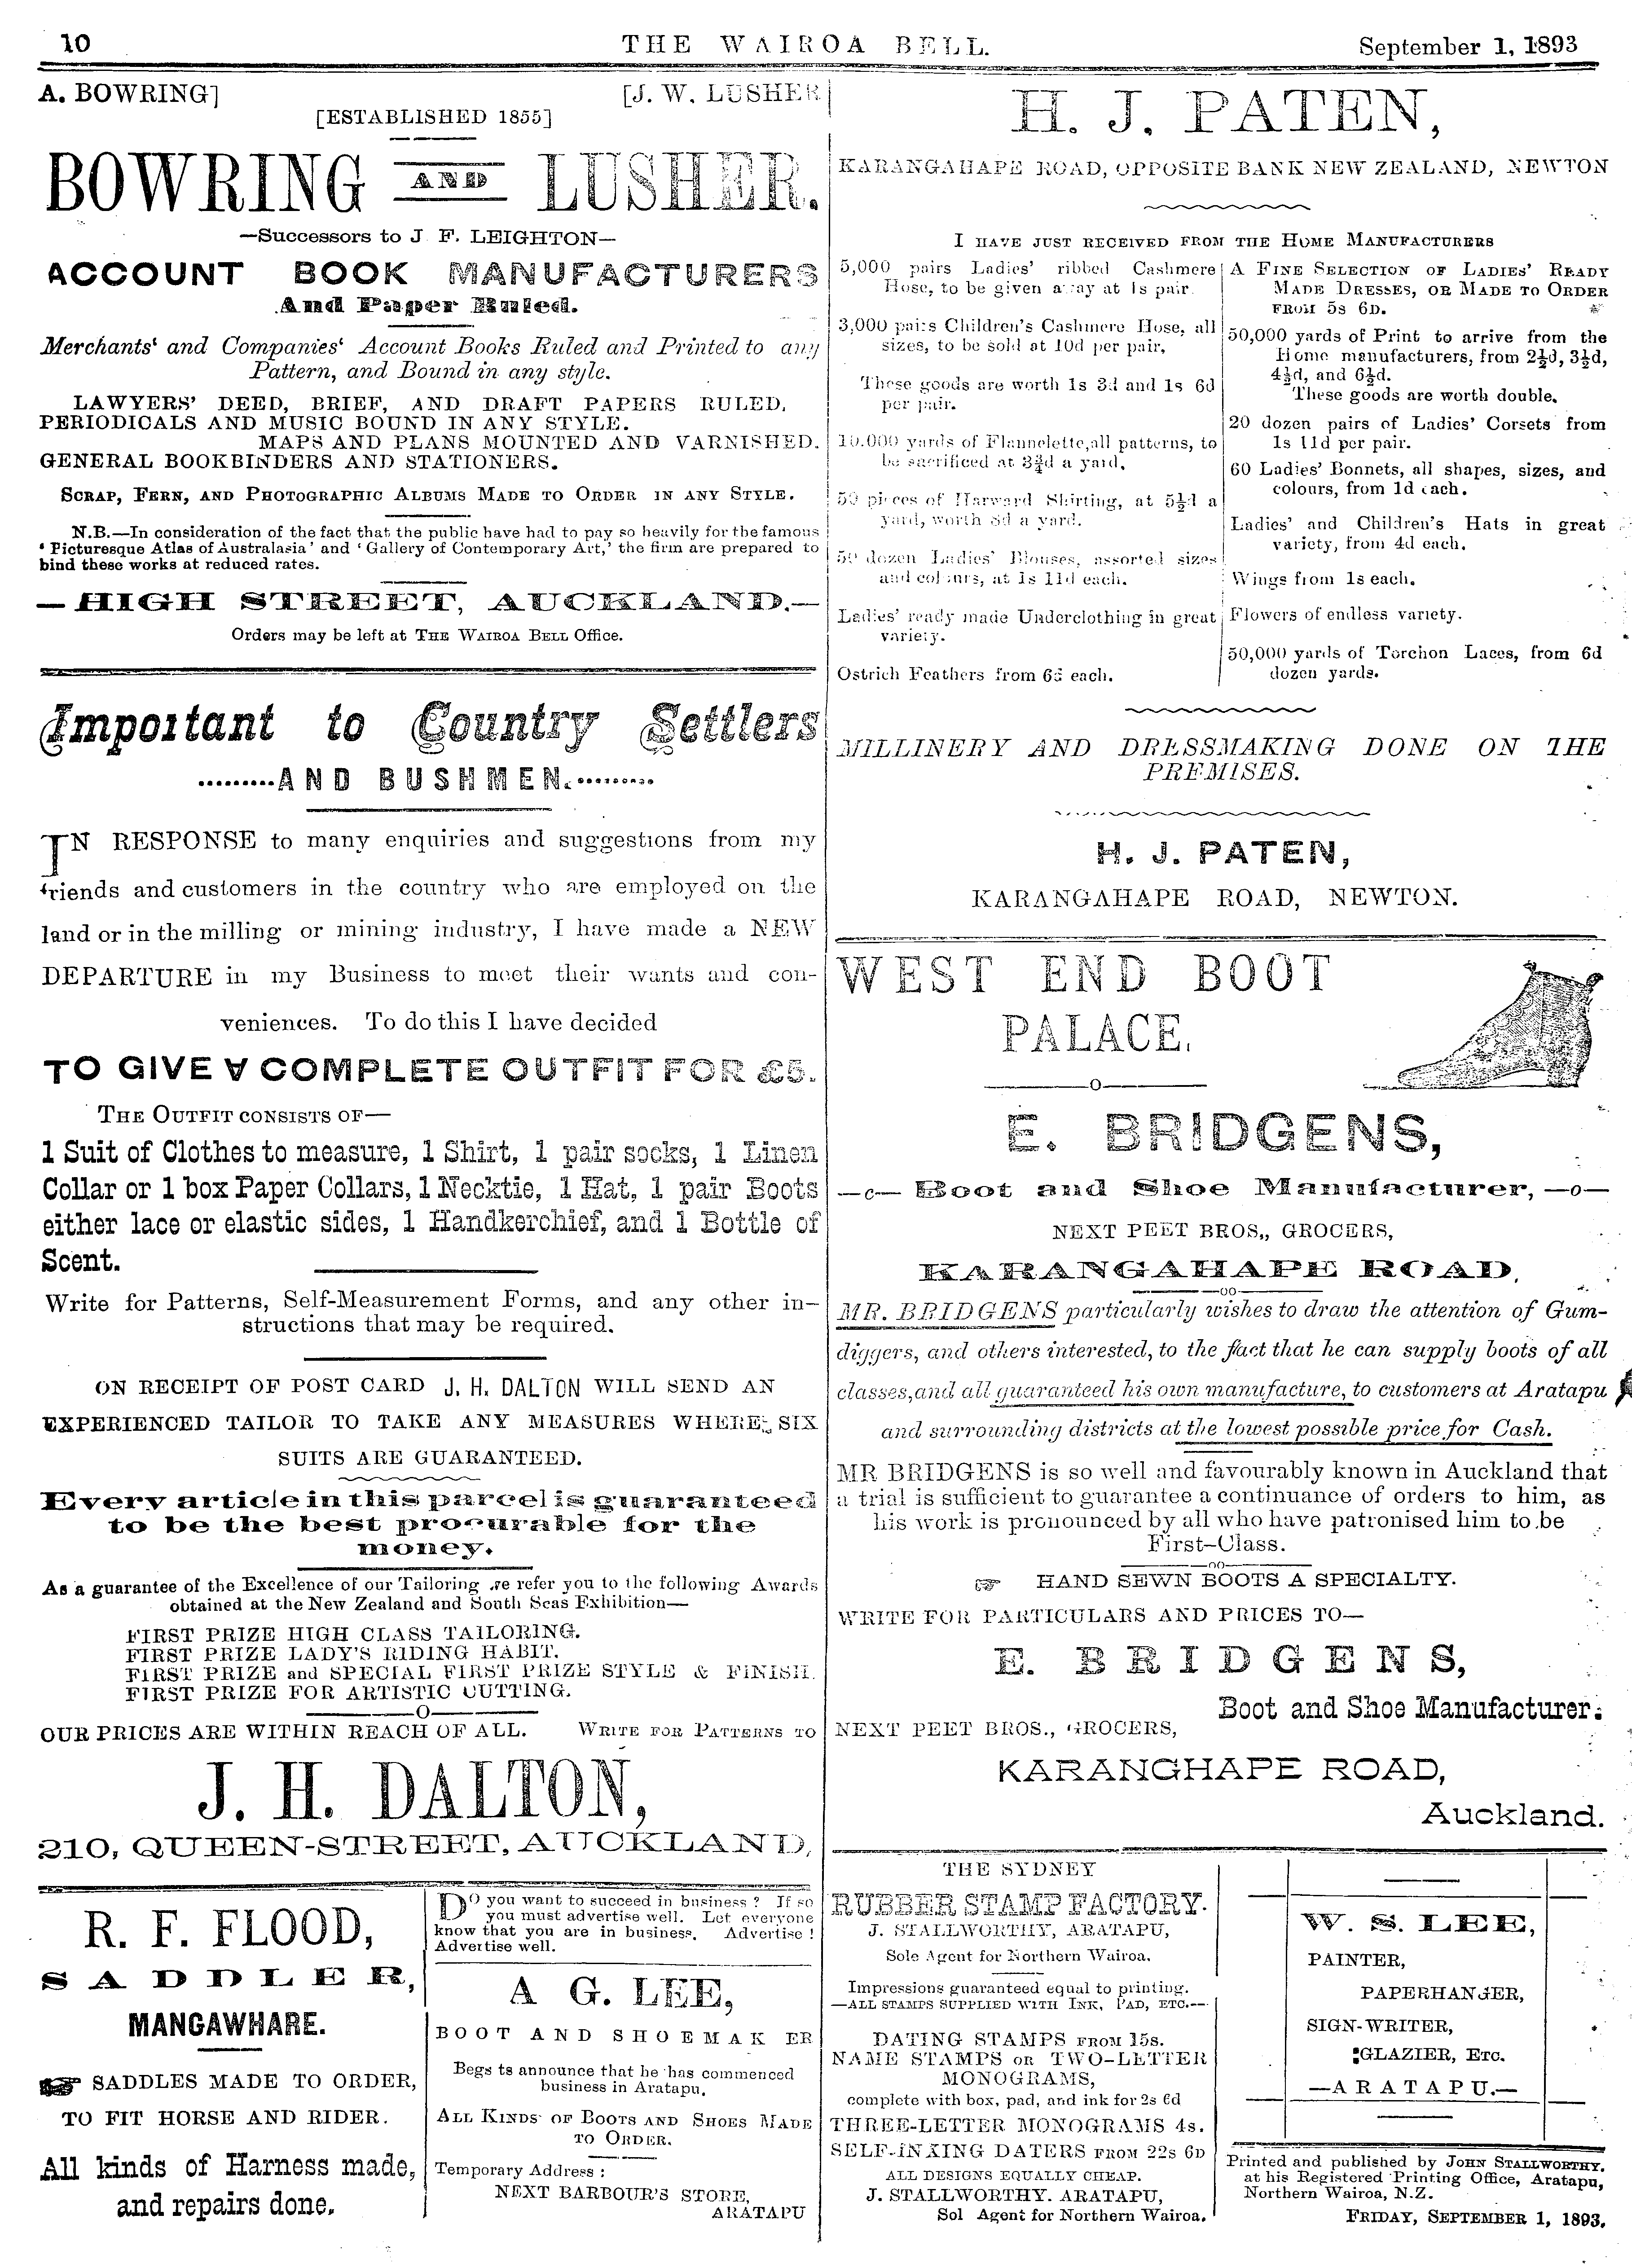 10
THE WAIROA BELL.
September 1, 1893
A. BOWRING]
[J. W. LUSHER
[ESTABLISHED 1855]
BOWRING AND LUSHER.
—Successors to J F. LEIGHTON—
ACCOUNT BOOK MANUFACTURERS
And Paper Ruled.
Merchants' and Companies' Account Books Ruled and Printed to any
Pattern, and Bound in any style.
LAWYERS' DEED, BRIEF, AND DRAFT PAPERS RULED.
PERIODICALS AND MUSIC BOUND IN ANY STYLE.
MAPS AND PLANS MOUNTED AND VARNISHED.
GENERAL BOOKBINDERS AND STATIONERS.
SCRAP, FERN, AND PHOTOGRAPHIC ALBUMS MADE TO ORDER IN ANY STYLE.
N.B.—In consideration of the fact that the public have had to pay so heavily for the famous
' Picturesque Atlas of Australasia' and ' Gallery of Contemporary Art,' the firm are prepared to
bind these works at reduced rates.
—HIGH STREET, AUCKLAND.—
Orders may be left at THE WAIROA BELL Office.
Important to Country Settlers
.........AND BUSHMEN..........
IN RESPONSE to many enquiries and suggestions from my
friends and customers in the country who are employed on the
land or in the milling or mining industry, I have made a NEW
DEPARTURE in my Business to meet their wants and con-
veniences. To do this I have decided
TO GIVE A COMPLETE OUTFIT FOR £5.
THE OUTFIT CONSISTS OF—
1 Suit of Clothes to measure, 1 Shirt, 1 pair socks, 1 Linen
Collar or 1 box Paper Collars, 1 Necktie, 1 Hat, 1 pair Boots
either lace or elastic sides, 1 Handkerchief, and 1 Bottle of
Scent.
Write for Patterns, Self-Measurement Forms, and any other in-
structions that may be required.
ON RECEIPT OF POST CARD J. H. DALTON WILL SEND AN
EXPERIENCED TAILOR TO TAKE ANY MEASURES WHERE SIX
SUITS ARE GUARANTEED.
Every article in this parcel is guaranteed
to be the best procurable for the
money.
As a guarantee of the Excellence of our Tailoring we refer you to the following Awards
obtained at the New Zealand and South Seas Exhibition—
FIRST PRIZE HIGH CLASS TAILORING.
FIRST PRIZE LADY'S RIDING HABIT.
FIRST PRIZE and SPECIAL FIRST PRIZE STYLE & FINISH.
FIRST PRIZE FOR ARTISTIC CUTTING.
O
OUR PRICES ARE WITHIN REACH OF ALL. WRITE FOR PATTERNS TO
J. H. DALTON,
210, QUEEN-STREET, AUCKLAND,
R. F. FLOOD,
SADDLER,
MANGAWHARE.
SADDLES MADE TO ORDER,
TO FIT HORSE AND RIDER.
All kinds of Harness made,
and repairs done.
DO you want to succeed in business ? If so
you must advertise well. Let everyone
know that you are in business. Advertise !
Advertise well.
A G. LEE,
BOOT AND SHOEMAK ER
Begs ts announce that he has commenced
business in Aratapu.
ALL KINDS OF BOOTS AND SHOES MADE
TO ORDER.
Temporary Address :
NEXT BARBOUR'S STORE,
ARATAPU
H. J. PATEN,
KARANGAHAPE ROAD, OPPOSITE BANK NEW ZEALAND, NEWTON
I HAVE JUST RECEIVED FROM THE HOME MANUFACTURERS
5,000 pairs Ladies' ribbed Cashmere
Hose, to be given away at 1s pair
3,000 pairs Children's Cashmere Hose, all
sizes, to be sold at 10d per pair,
These goods are worth 1s 3d and 1s 6d
per pair.
10.000 yards of Flannelette,all patterns, to
be sacrificed at 3¾d a yard,
50 pieces of Harward Shirting, at 5½d a
yard, worth 8d a yard.
50 dozen Ladies' Blouses, assorted sizes
and colours, at 1s 11d each.
Ladies' ready made Underclothing in great
variety.
Ostrich Feathers from 6d each.
A FINE SELECTION OF LADIES' READY
MADE DRESSES, OR MADE TO ORDER
FROM 5s 6D.
50,000 yards of Print to arrive from the
Home manufacturers, from 2½d, 3½d,
4½d, and 6½d.
These goods are worth double.
20 dozen pairs of Ladies' Corsets from
1s 11d per pair.
60 Ladies' Bonnets, all shapes, sizes, and
colours, from 1d each.
Ladies' and Children's Hats in great
variety, from 4d each.
Wings from 1s each.
Flowers of endless variety.
50,000 yards of Torchon Laces, from 6d
dozen yards.
MILLINERY AND DRESSMAKING DONE ON THE
PREMISES.
H. J. PATEN,
KARANGAHAPE ROAD, NEWTON.
WEST END BOOT
PALACE.
O
E. BRIDGENS,
—o— Boot and Shoe Manufacturer, —o—
NEXT PEET BROS,, GROCERS,
KARANGAHAPE ROAD,
oo
MR. BRIDGENS particularly wishes to draw the attention of Gum-
diggers, and others interested, to the fact that he can supply boots of all
classes,and all guaranteed his own manufacture, to customers at Aratapu
and surrounding districts at the lowest possible price for Cash.
MR BRIDGENS is so well and favourably known in Auckland that
a trial is sufficient to guarantee a continuance of orders to him, as
his work is pronounced by all who have patronised him to be
First-Class.
oo
HAND SEWN BOOTS A SPECIALTY.
WRITE FOR PARTICULARS AND PRICES TO—
E. BRIDGENS,
Boot and Shoe Manufacturer.
NEXT PEET BROS., GROCERS,
KARANGHAPE ROAD,
Auckland.
THE SYDNEY
RUBBER STAMP FACTORY.
J. STALLWORTHY, ARATAPU,
Sole Agent for Northern Wairoa.
Impressions guaranteed equal to printing.
—ALL STAMPS SUPPLIED WITH INK, PAD, ETC.—
DATING STAMPS FROM 15s.
NAME STAMPS OR TWO-LETTER
MONOGRAMS,
complete with box, pad, and ink for 2s 6d
THREE-LETTER MONOGRAMS 4s.
SELF-INKING DATERS FROM 22s 6D
ALL DESIGNS EQUALLY CHEAP.
J. STALLWORTHY. ARATAPU,
Sol Agent for Northern Wairoa.
W. S. LEE,
PAINTER,
PAPERHANGER,
SIGN-WRITER,
GLAZIER, ETC.
—ARATAPU.—
Printed and published by JOHN STALLWORTHY,
at his Registered Printing Office, Aratapu,
Northern Wairoa, N.Z.
FRIDAY, SEPTEMBER 1, 1893.